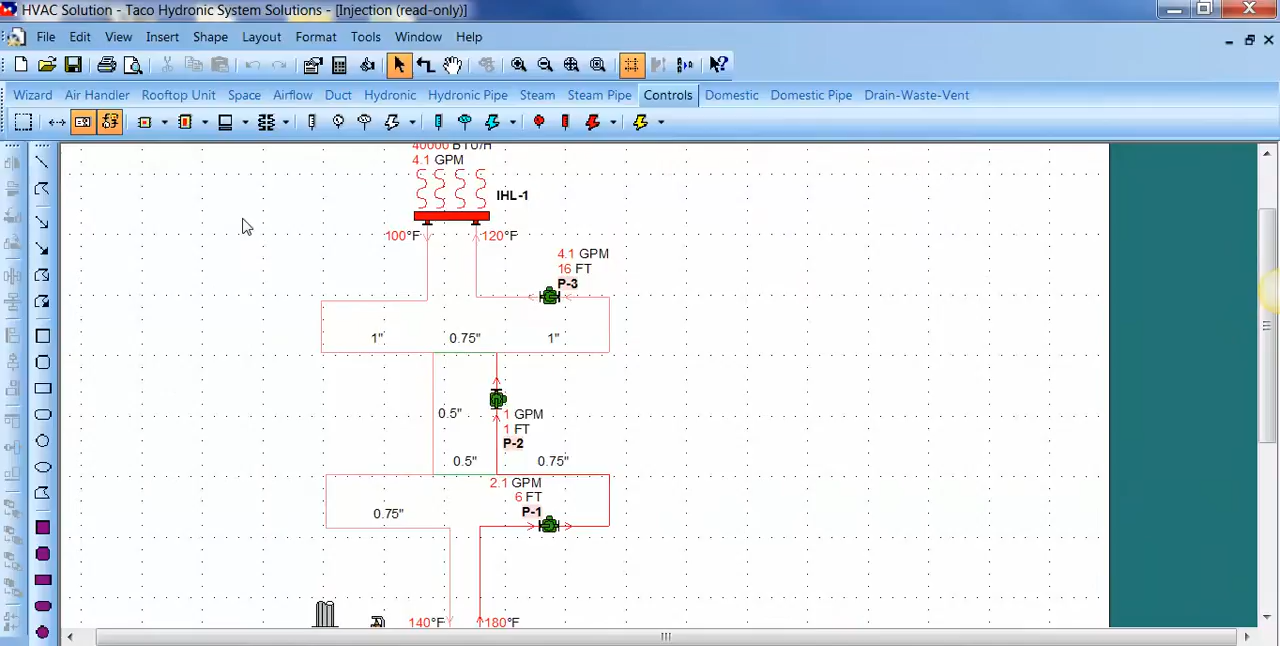 HVAC Solution - Taco Hydronic System Solutions - [Injection (read-only)]
File Edit View Insert Shape Layout Format Tools Window Help
Wizard Air Handler Rooftop Unit Space Airflow Duct Hydronic Hydronic Pipe Steam Steam Pipe Controls Domestic Domestic Pipe Drain-Waste-Vent
40000 BTU/H
4.1 GPM
IHL-1
100°F 120°F
4.1 GPM
16 FT
P-3
1" 0.75" 1"
0.5" 1 GPM
1 FT
P-2
0.5" 0.75"
2.1 GPM
6 FT
P-1
0.75"
140°F 180°F